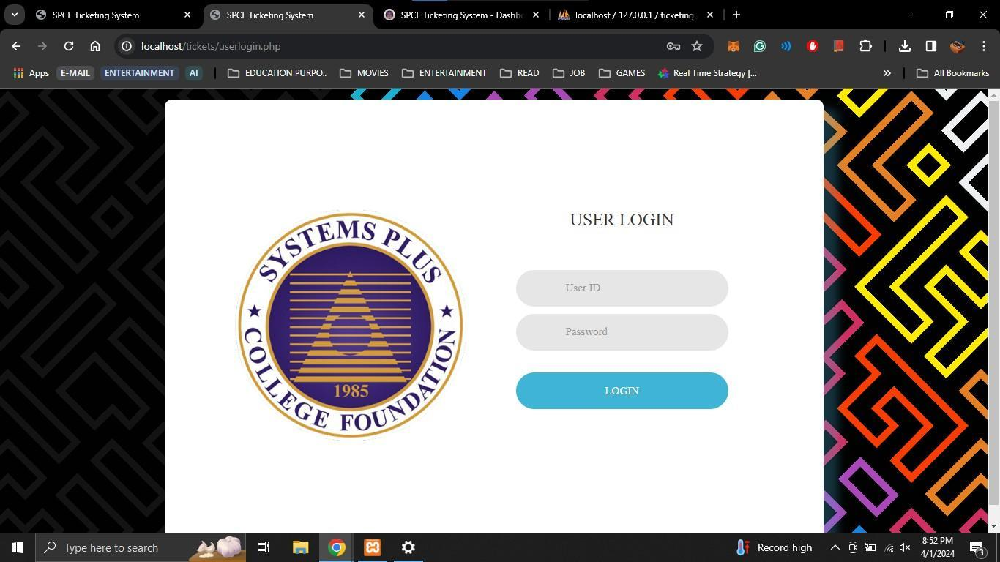 SPCF Ticketing System
SPCF Ticketing System
SPCF Ticketing System - Dashb
localhost / 127.0.0.1 / ticketing
localhost/tickets/userlogin.php
Apps E-MAIL ENTERTAINMENT AI EDUCATION PURPO.. MOVIES ENTERTAINMENT READ JOB GAMES Real Time Strategy [... » All Bookmarks
SYSTEMS PLUS
COLLEGE FOUNDATION
1985
USER LOGIN
User ID
Password
LOGIN
Type here to search
Record high
8:52 PM
4/1/2024
3